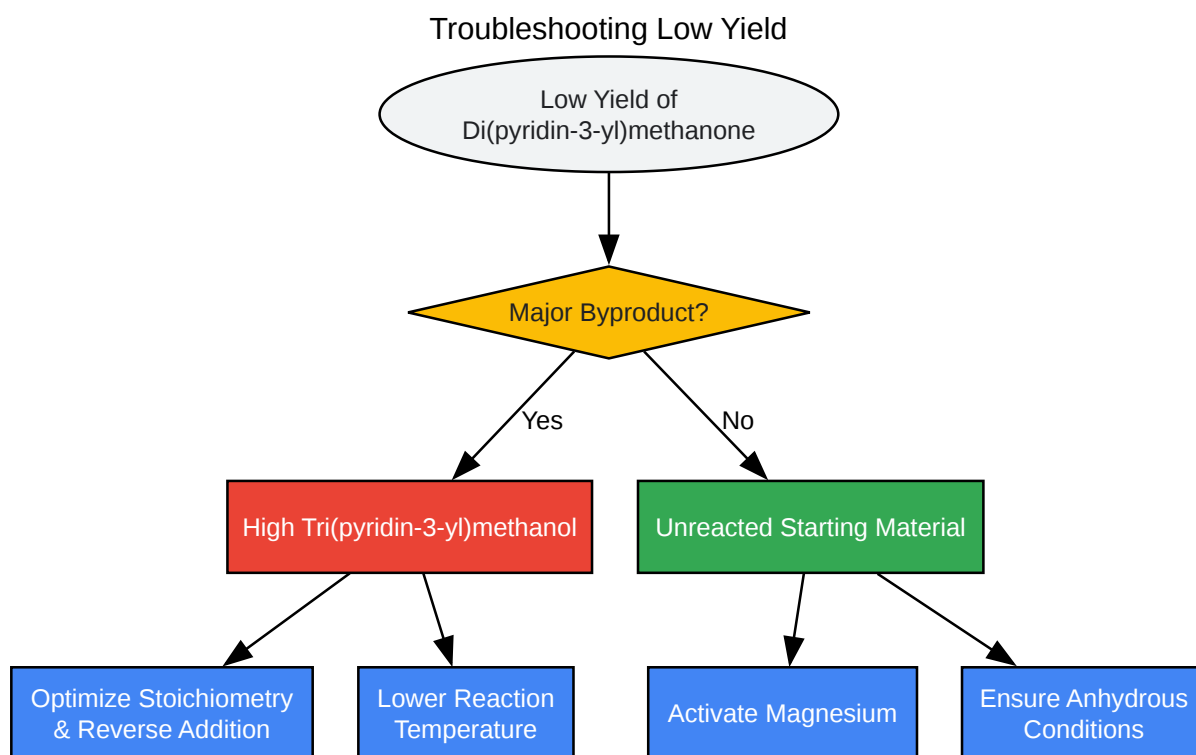 Troubleshooting Low Yield
Low Yield of
Di(pyridin-3-yl)methanone
Major Byproduct?
Yes
No
High Tri(pyridin-3-yl)methanol
Unreacted Starting Material
Optimize Stoichiometry
& Reverse Addition
Lower Reaction
Temperature
Activate Magnesium
Ensure Anhydrous
Conditions